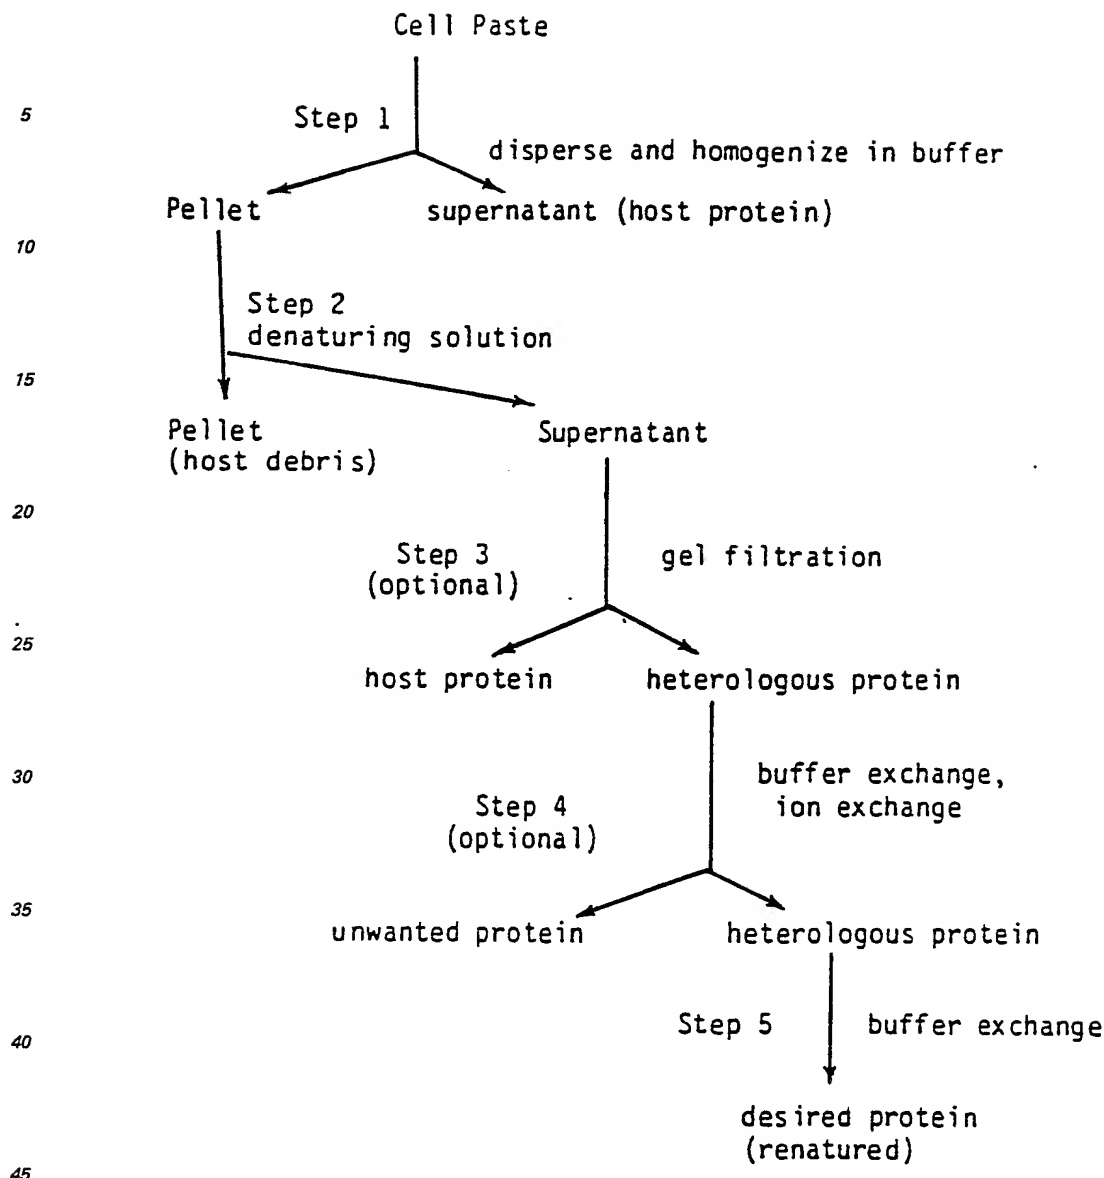 Cell Paste
5
Step 1
disperse and homogenize in buffer
Pellet
supernatant (host protein)
10
Step 2
denaturing solution
15
Pellet
(host debris)
Supernatant
20
Step 3
(optional)
gel filtration
25
host protein
heterologous protein
30
buffer exchange,
ion exchange
Step 4
(optional)
35
unwanted protein
heterologous protein
Step 5
buffer exchange
40
desired protein
(renatured)
45